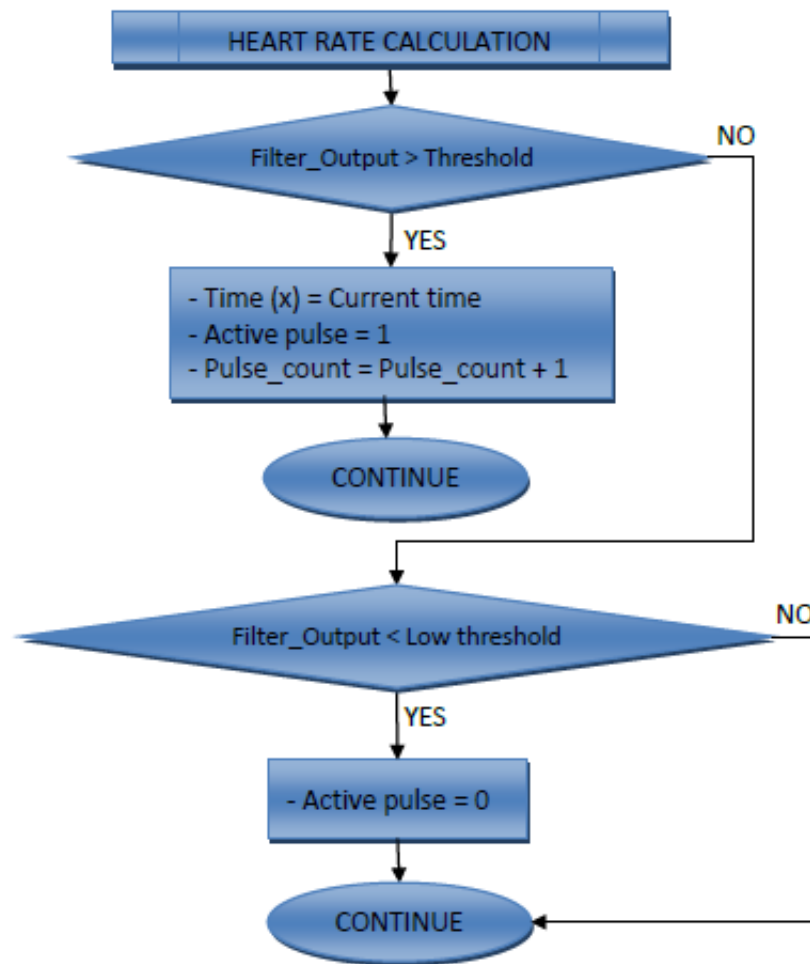 HEART RATE CALCULATION
Filter_Output > Threshold
NO
YES
- Time (x) = Current time
- Active pulse = 1
- Pulse_count = Pulse_count + 1
CONTINUE
Filter_Output < Low threshold
NO
YES
- Active pulse = 0
CONTINUE